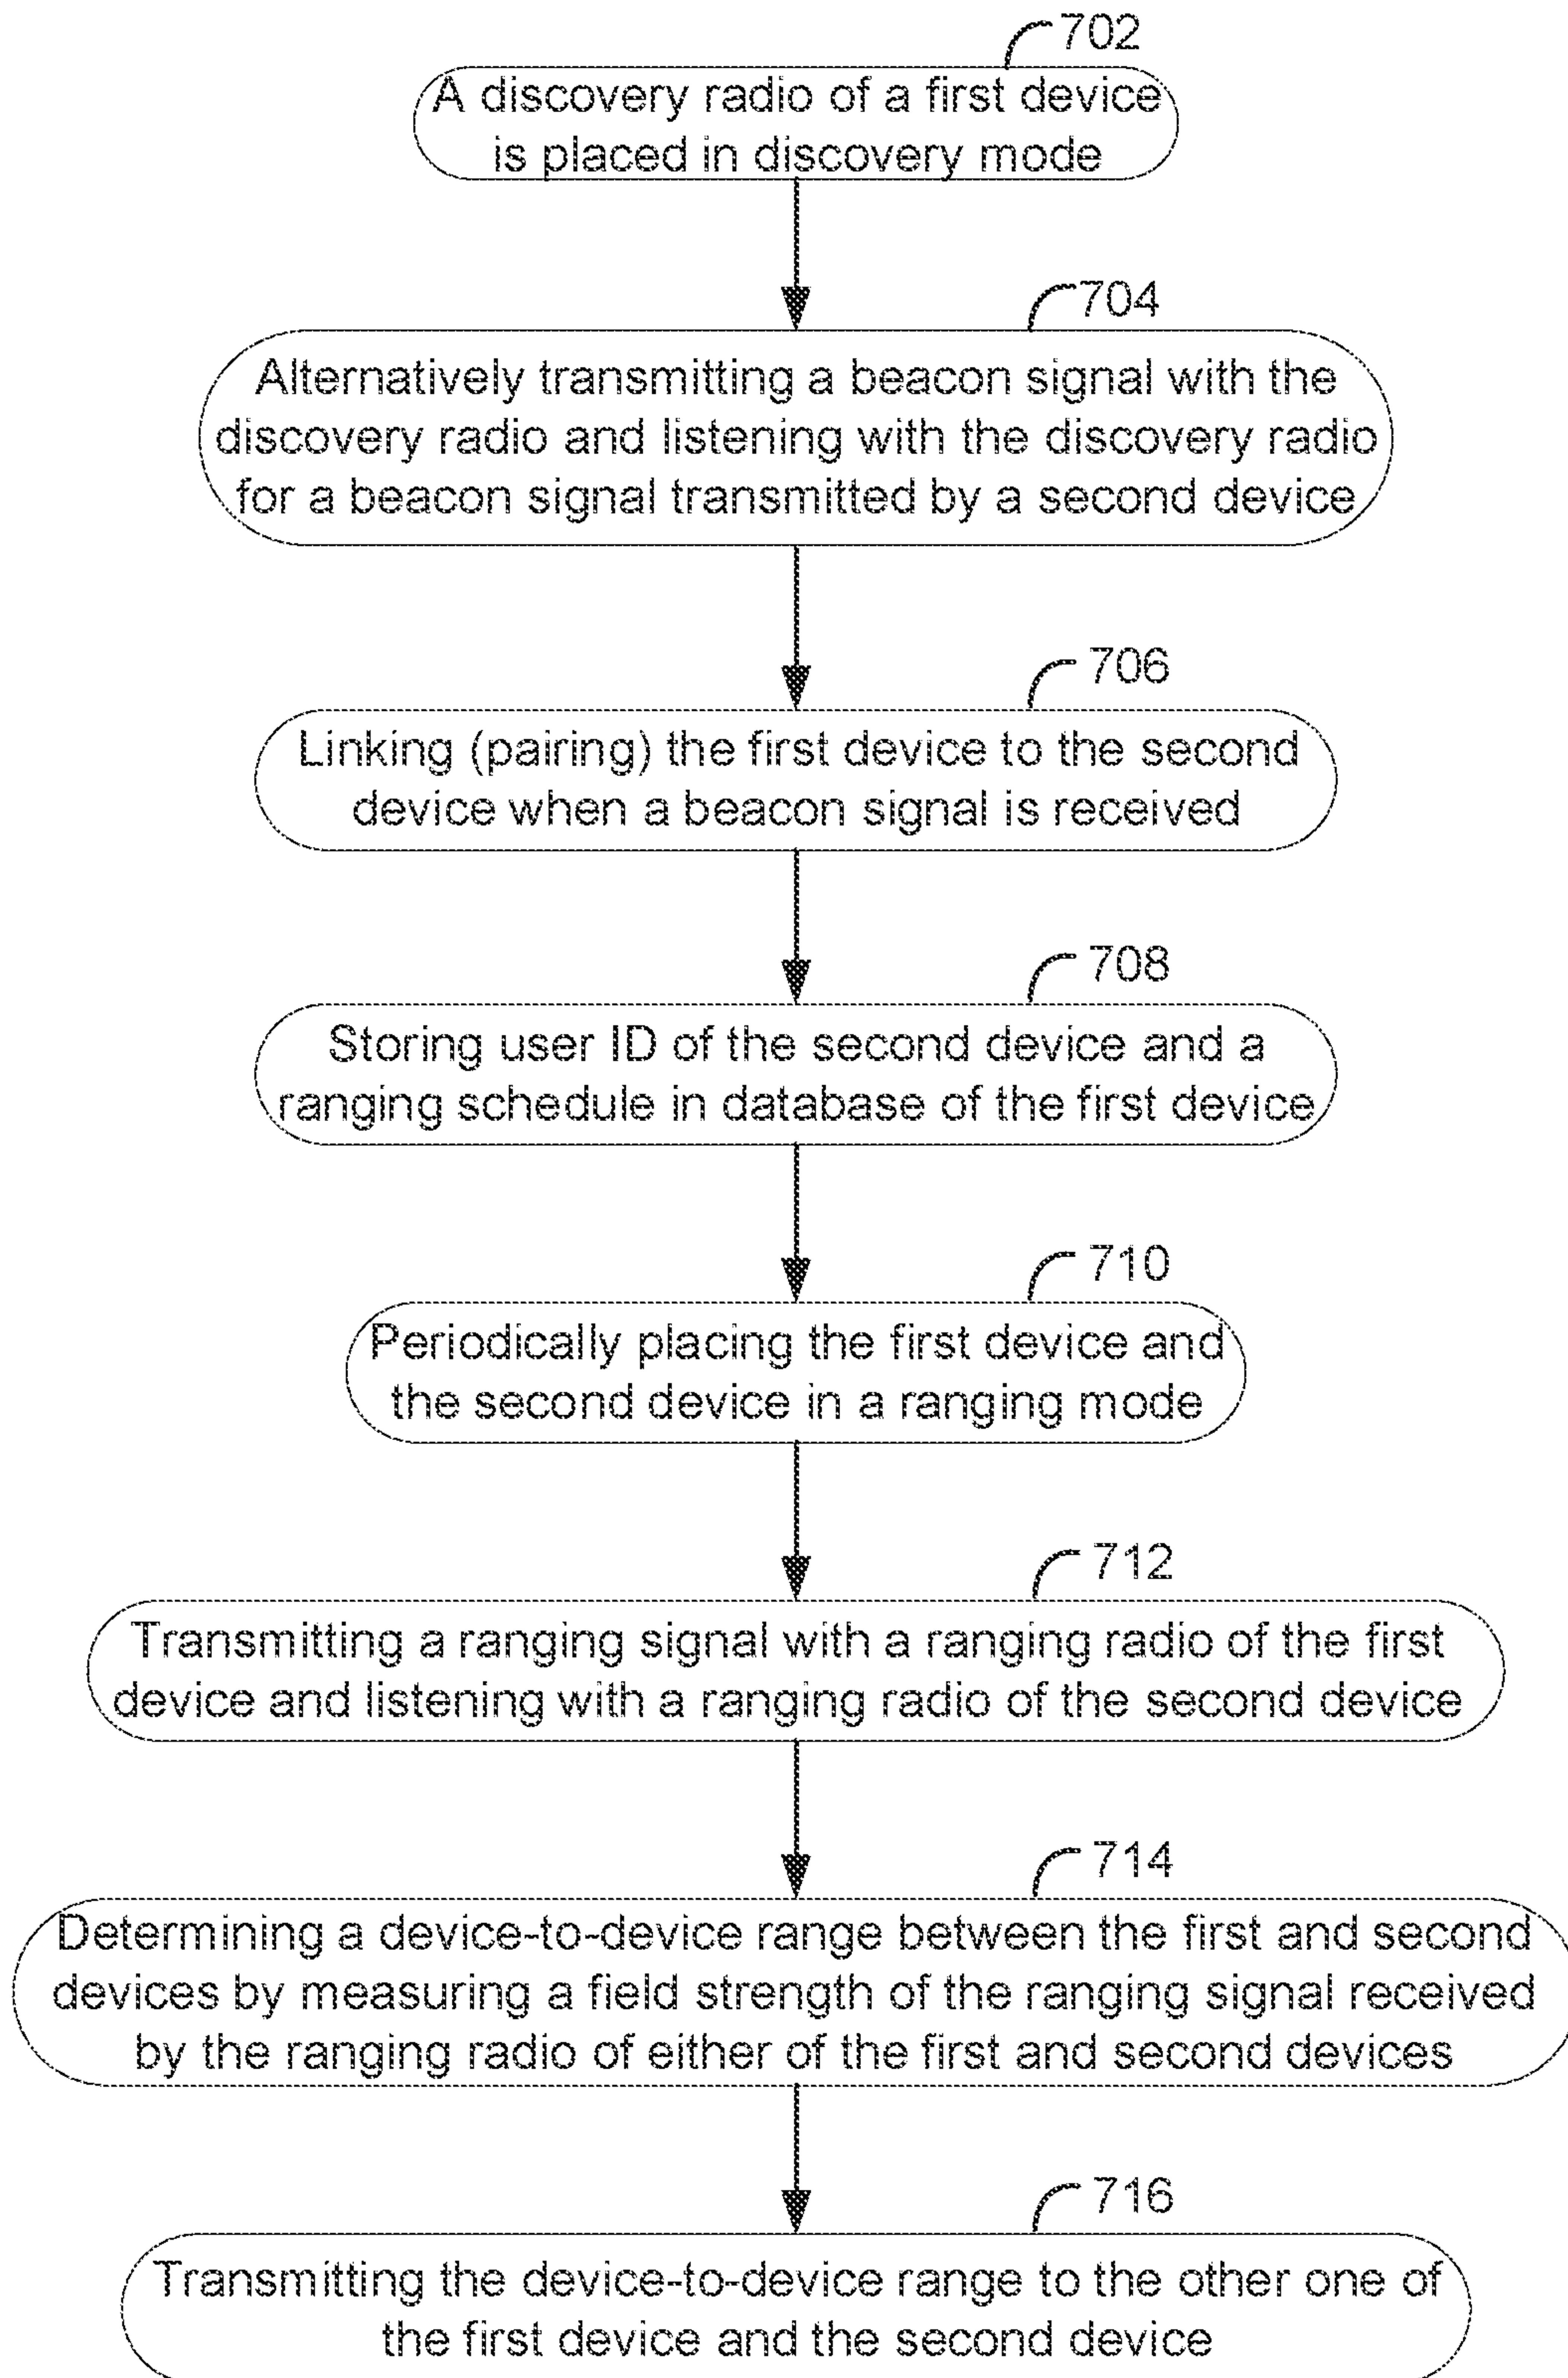 702
A discovery radio of a first device
is placed in discovery mode
704
Alternatively transmitting a beacon signal with the
discovery radio and listening with the discovery radio
for a beacon signal transmitted by a second device
706
Linking (pairing) the first device to the second
device when a beacon signal is received
708
Storing user ID of the second device and a
ranging schedule in database of the first device
710
Periodically placing the first device and
the second device in a ranging mode
712
Transmitting a ranging signal with a ranging radio of the first
device and listening with a ranging radio of the second device
714
Determining a device-to-device range between the first and second
devices by measuring a field strength of the ranging signal received
by the ranging radio of either of the first and second devices
716
Transmitting the device-to-device range to the other one of
the first device and the second device